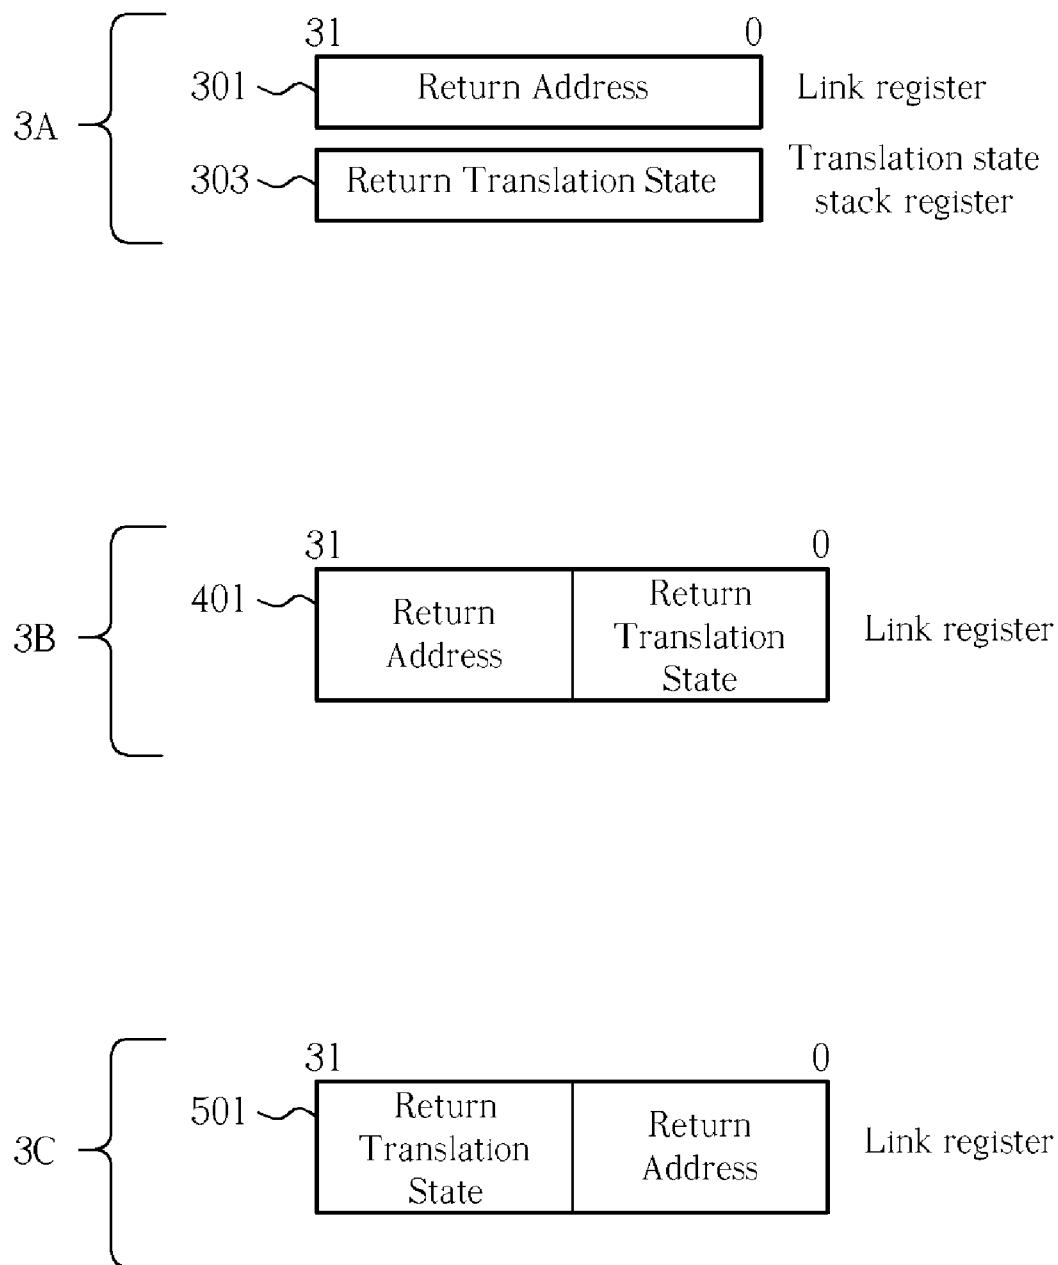 31 0
301 Return Address Link register
3A
303 Return Translation State Translation state
stack register
31 0
401 Return
Address Return
Translation
State Link register
3B
31 0
501 Return
Translation
State Return
Address Link register
3C